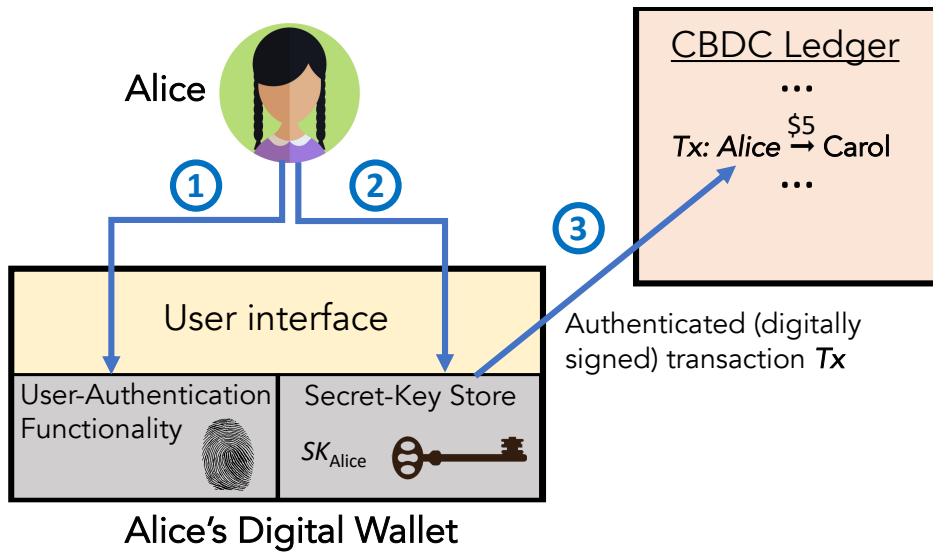 Alice
1
2
3
CBDC Ledger
...
$5
Tx: Alice → Carol
...
User interface
Authenticated (digitally
signed) transaction Tx
User-Authentication
Functionality
Secret-Key Store
SK_Alice
Alice's Digital Wallet